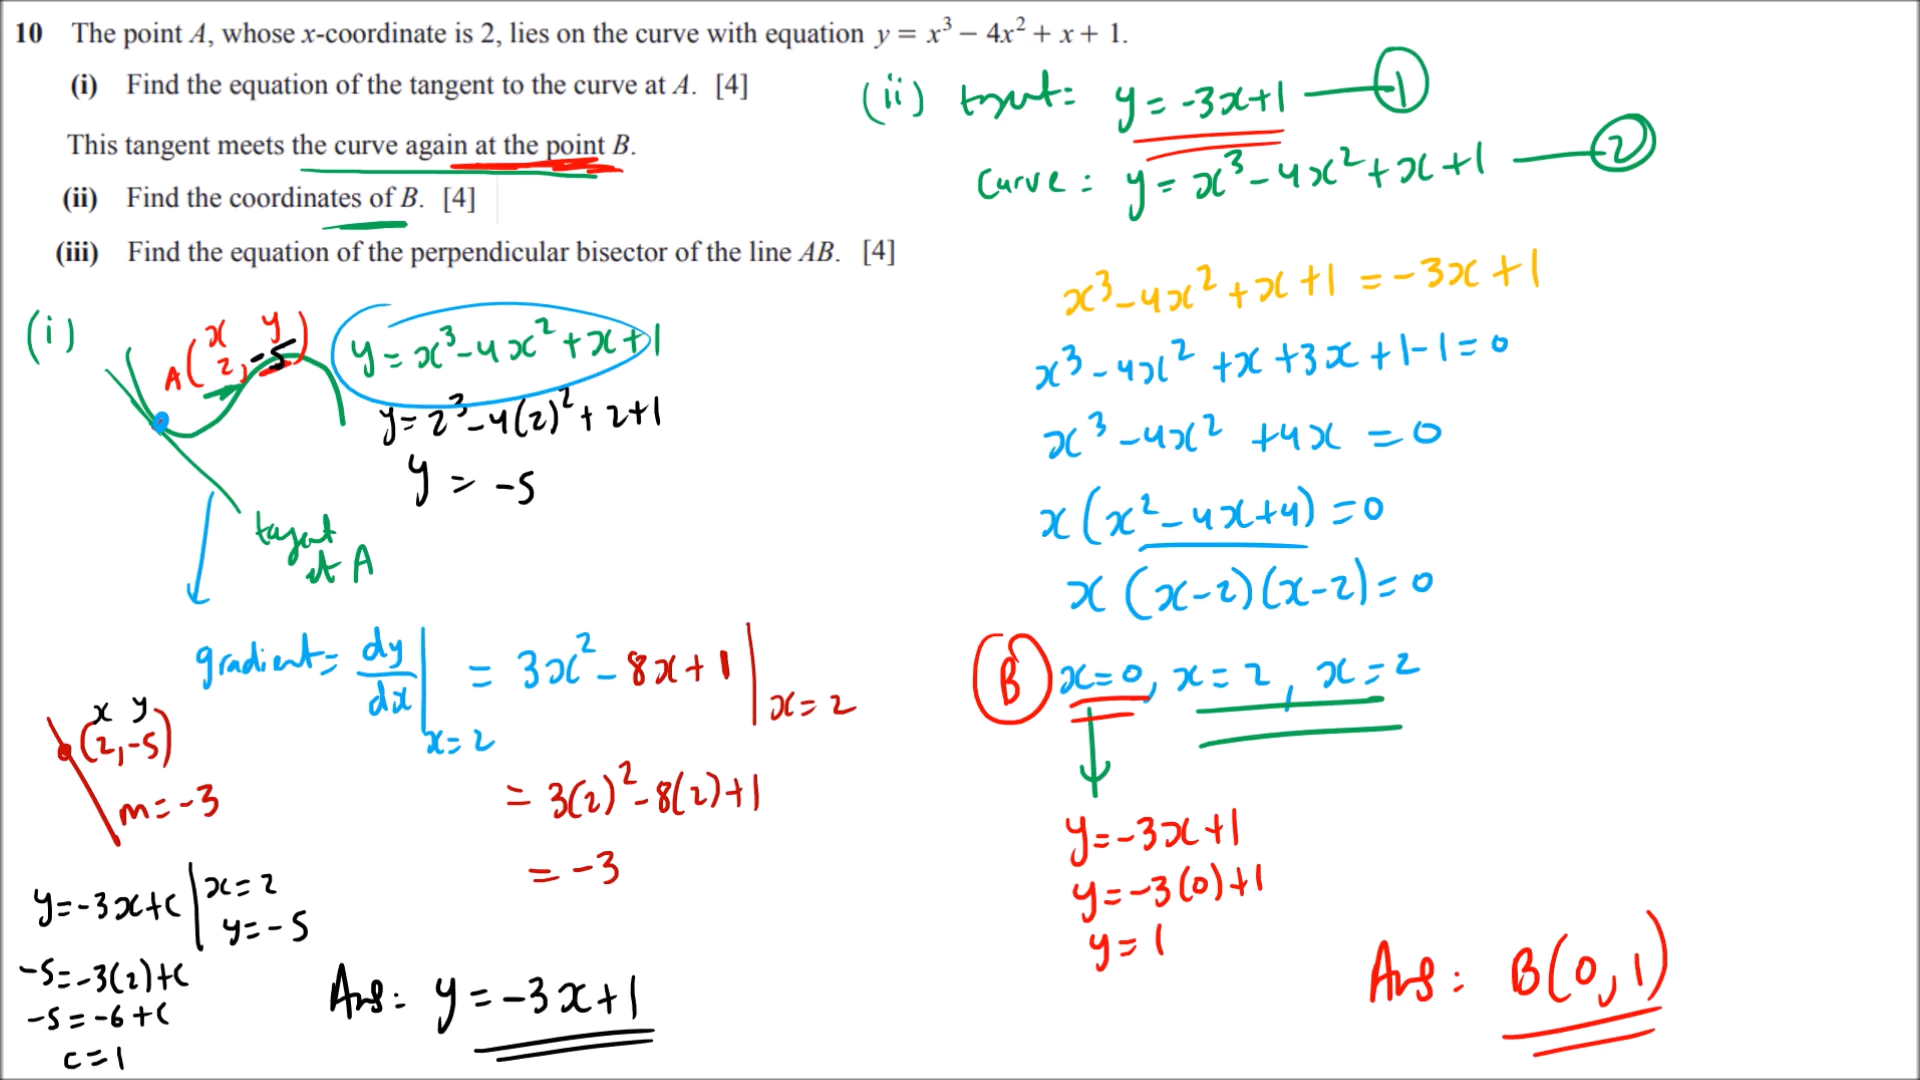 10 The point A, whose x-coordinate is 2, lies on the curve with equation y = x³ − 4x² + x + 1.
(i) Find the equation of the tangent to the curve at A. [4]
This tangent meets the curve again at the point B.
(ii) Find the coordinates of B. [4]
(iii) Find the equation of the perpendicular bisector of the line AB. [4]
(i)
x y
A(2, -5)
y = x³ - 4x² + x + 1
y = 2³ - 4(2)² + 2 + 1
y = -5
tangent
at A
gradient = dy/dx |x=2 = 3x² - 8x + 1 |x=2
= 3(2)² - 8(2) + 1
= -3
x y
(2, -5)
m = -3
y = -3x + c | x = 2
y = -5
-5 = -3(2) + c
-5 = -6 + c
c = 1
Ans: y = -3x + 1
(ii) tangent: y = -3x + 1 — 1
Curve: y = x³ - 4x² + x + 1 — 2
x³ - 4x² + x + 1 = -3x + 1
x³ - 4x² + x + 3x + 1 - 1 = 0
x³ - 4x² + 4x = 0
x(x² - 4x + 4) = 0
x(x - 2)(x - 2) = 0
B x = 0, x = 2, x = 2
y = -3x + 1
y = -3(0) + 1
y = 1
Ans: B(0, 1)